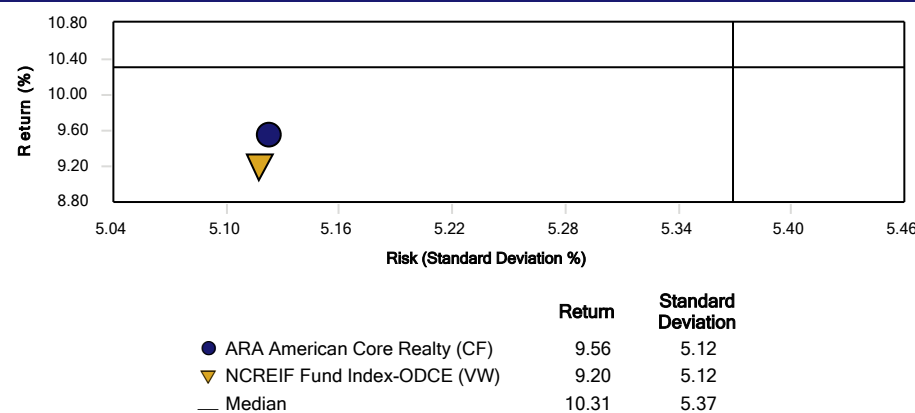 10.80
10.40
10.00
9.60
9.20
8.80
Return (%)
5.04 5.10 5.16 5.22 5.28 5.34 5.40 5.46
Risk (Standard Deviation %)
Return Standard Deviation
ARA American Core Realty (CF) 9.56 5.12
NCREIF Fund Index-ODCE (VW) 9.20 5.12
Median 10.31 5.37